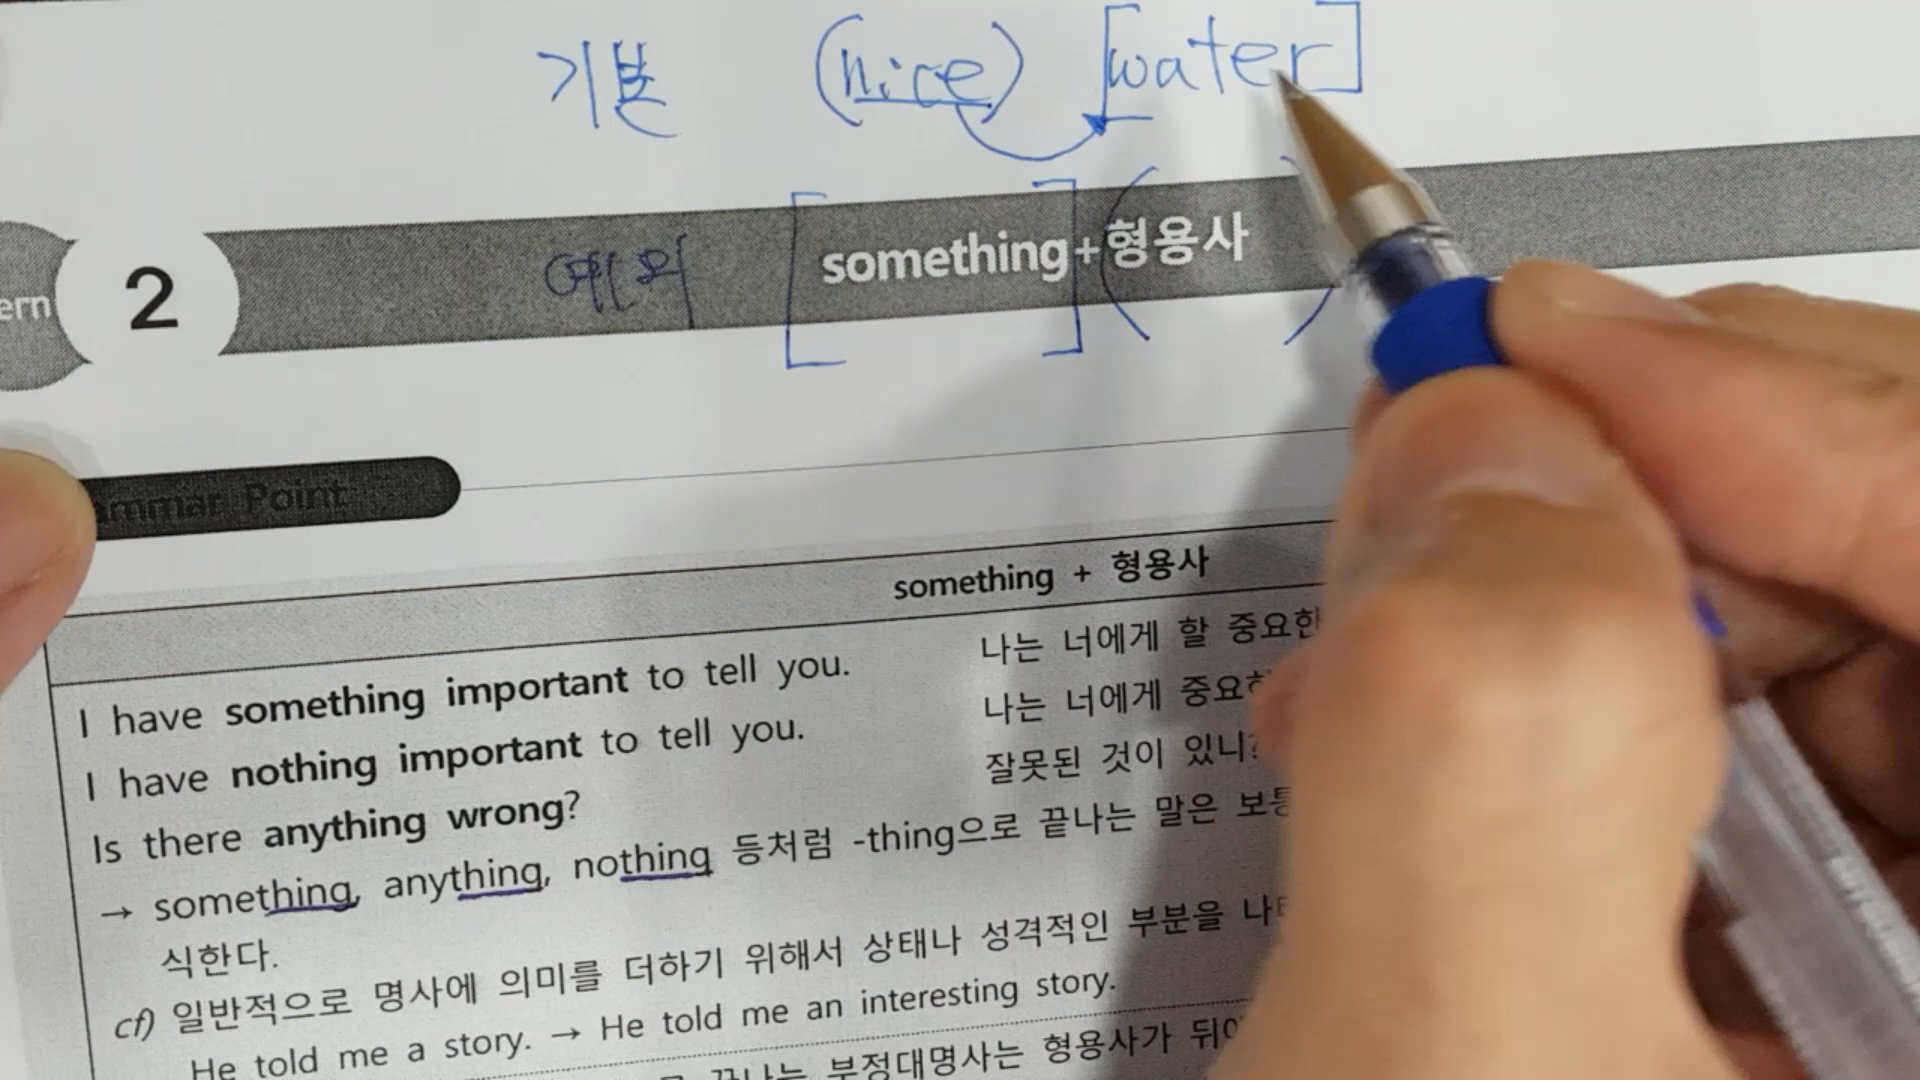 기본 (nice) [water]
ern 2 예외 [something]+(형용사)
ammar Point
something + 형용사
I have something important to tell you. 나는 너에게 할 중요한
I have nothing important to tell you. 나는 너에게 중요한
Is there anything wrong? 잘못된 것이 있니?
→ something, anything, nothing 등처럼 -thing으로 끝나는 말은 보통
식한다.
cf) 일반적으로 명사에 의미를 더하기 위해서 상태나 성격적인 부분을 나타
He told me a story. → He told me an interesting story.
끝나는 부정대명사는 형용사가 뒤에